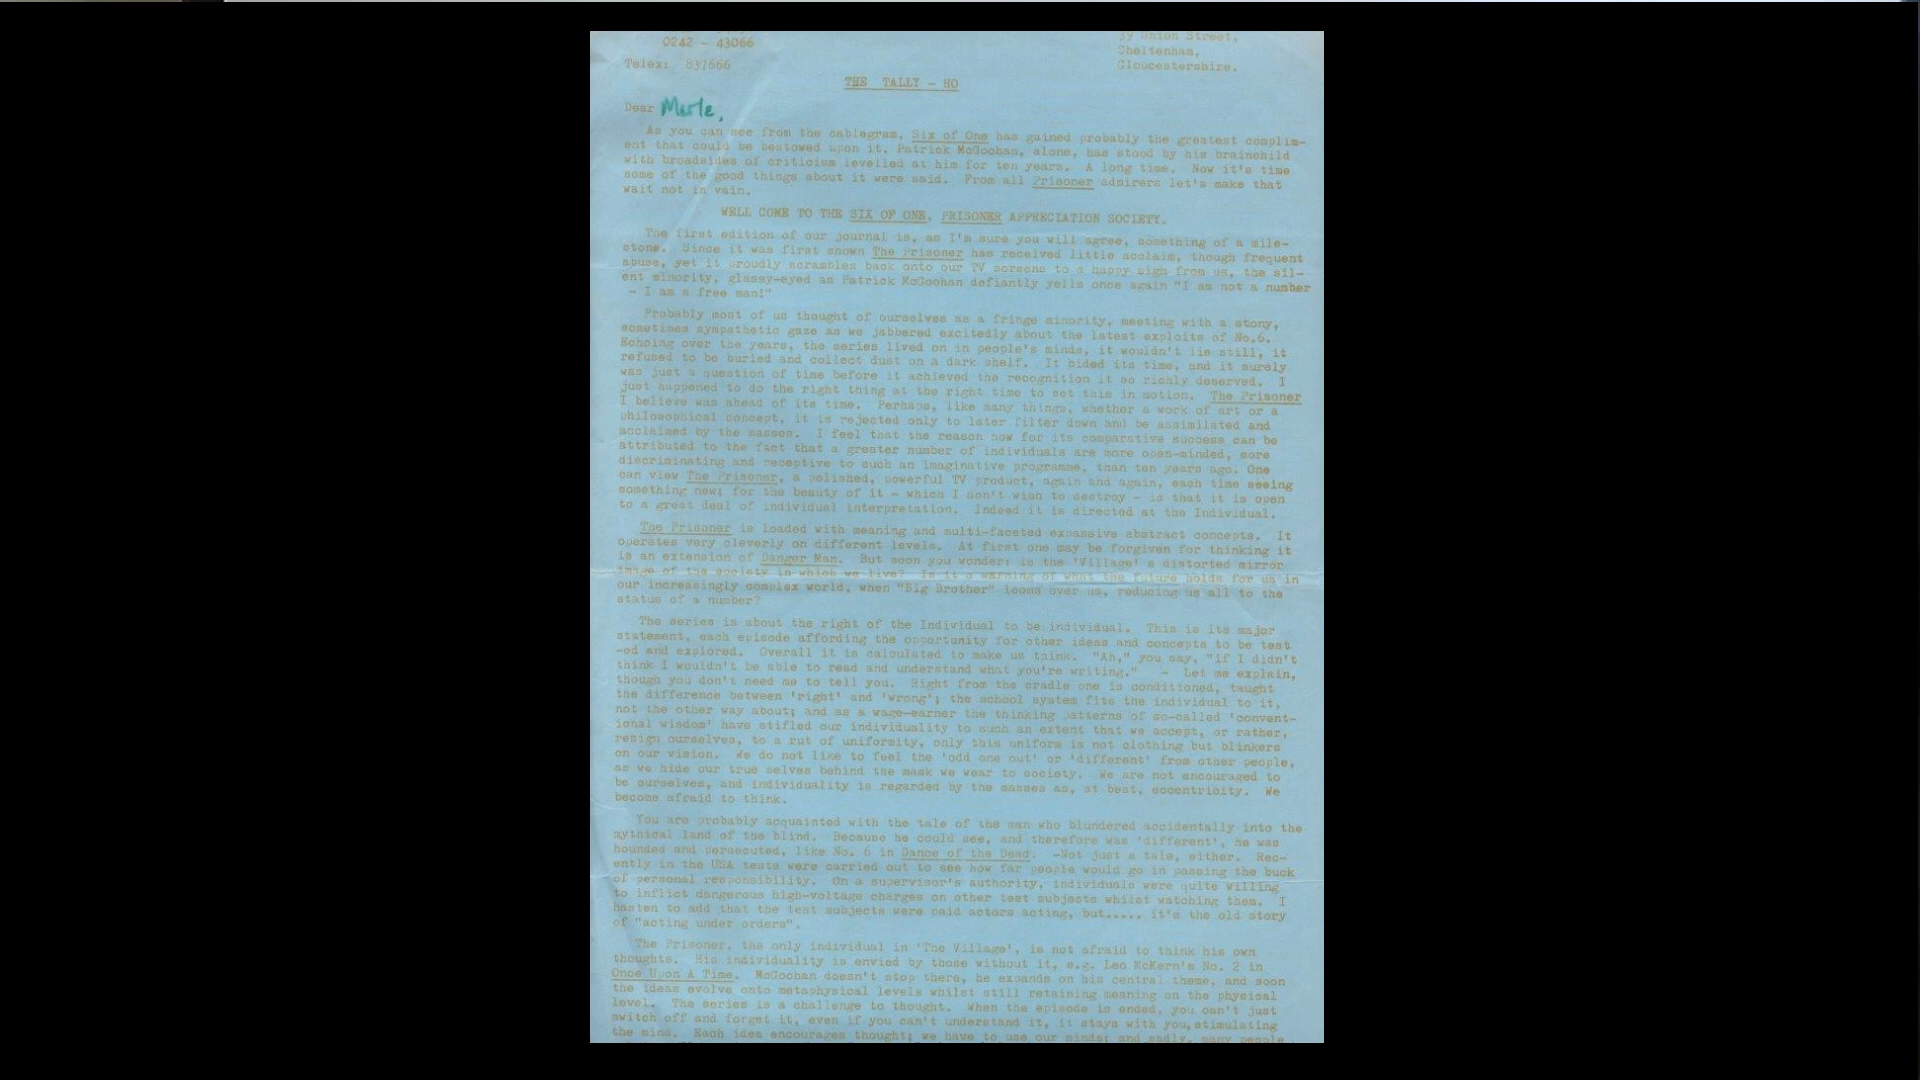 0242 - 43066
39 Union Street,
Cheltenham,
Telex: 837666
Gloucestershire.
THE TALLY - HO
Dear Merle,
As you can see from the cablegram, Six of One has gained probably the greatest complim-
ent that could be bestowed upon it. Patrick McGoohan, alone, has stood by his brainchild
with broadsides of criticism levelled at him for ten years. A long time. Now it's time
some of the good things about it were said. From all Prisoner admirers let's make that
wait not in vain.
WELL COME TO THE SIX OF ONE, PRISONER APPRECIATION SOCIETY.
The first edition of our journal is, as I'm sure you will agree, something of a mile-
stone. Since it was first shown The Prisoner has received little acclaim, though frequent
abuse, yet it proudly scrambles back onto our TV screens to a happy sigh from us, the sil-
ent minority, glassy-eyed as Patrick McGoohan defiantly yells once again "I am not a number
- I am a free man!"
Probably most of us thought of ourselves as a fringe minority, meeting with a stony,
sometimes sympathetic gaze as we jabbered excitedly about the latest exploits of No.6.
Echoing over the years, the series lived on in people's minds, it wouldn't lie still, it
refused to be buried and collect dust on a dark shelf. It bided its time, and it surely
was just a question of time before it achieved the recognition it so richly deserved. I
just happened to do the right thing at the right time to set this in motion. The Prisoner
I believe was ahead of its time. Perhaps, like many things, whether a work of art or a
philosophical concept, it is rejected only to later filter down and be assimilated and
acclaimed by the masses. I feel that the reason now for its comparative success can be
attributed to the fact that a greater number of individuals are more open-minded, more
discriminating and receptive to such an imaginative programme, than ten years ago. One
can view The Prisoner, a polished, powerful TV product, again and again, each time seeing
something new; for the beauty of it - which I don't wish to destroy - is that it is open
to a great deal of individual interpretation. Indeed it is directed at the Individual.
The Prisoner is loaded with meaning and multi-faceted expansive abstract concepts. It
operates very cleverly on different levels. At first one may be forgiven for thinking it
is an extension of Danger Man. But soon you wonder: is the 'Village' a distorted mirror
image of the society in which we live? Is it a warning of what the future holds for us in
our increasingly complex world, when "Big Brother" looms over us, reducing us all to the
status of a number?
The series is about the right of the Individual to be individual. This is its major
statement, each episode affording the opportunity for other ideas and concepts to be test
-ed and explored. Overall it is calculated to make us think. "Ah," you say, "if I didn't
think I wouldn't be able to read and understand what you're writing." - Let me explain,
though you don't need me to tell you. Right from the cradle one is conditioned, taught
the difference between 'right' and 'wrong'; the school system fits the individual to it,
not the other way about; and as a wage-earner the thinking patterns of so-called 'convent-
ional wisdom' have stifled our individuality to such an extent that we accept, or rather,
resign ourselves, to a rut of uniformity, only this uniform is not clothing but blinkers
on our vision. We do not like to feel the 'odd one out' or 'different' from other people,
as we hide our true selves behind the mask we wear to society. We are not encouraged to
be ourselves, and individuality is regarded by the masses as, at best, eccentricity. We
become afraid to think.
You are probably acquainted with the tale of the man who blundered accidentally into the
mythical land of the blind. Because he could see, and therefore was 'different', he was
hounded and persecuted, like No. 6 in Dance of the Dead. -Not just a tale, either. Rec-
ently in the USA tests were carried out to see how far people would go in passing the buck
of personal responsibility. On a supervisor's authority, individuals were quite willing
to inflict dangerous high-voltage charges on other test subjects whilst watching them. I
hasten to add that the test subjects were paid actors acting, but..... it's the old story
of "acting under orders".
The Prisoner, the only individual in 'The Village', is not afraid to think his own
thoughts. His individuality is envied by those without it, e.g. Leo McKern's No. 2 in
Once Upon A Time. McGoohan doesn't stop there, he expands on his central theme, and soon
the ideas evolve onto metaphysical levels whilst still retaining meaning on the physical
level. The series is a challenge to thought. When the episode is ended, you can't just
switch off and forget it, even if you can't understand it, it stays with you, stimulating
the mind. Each idea encourages thought; we have to use our minds; and sadly, many people